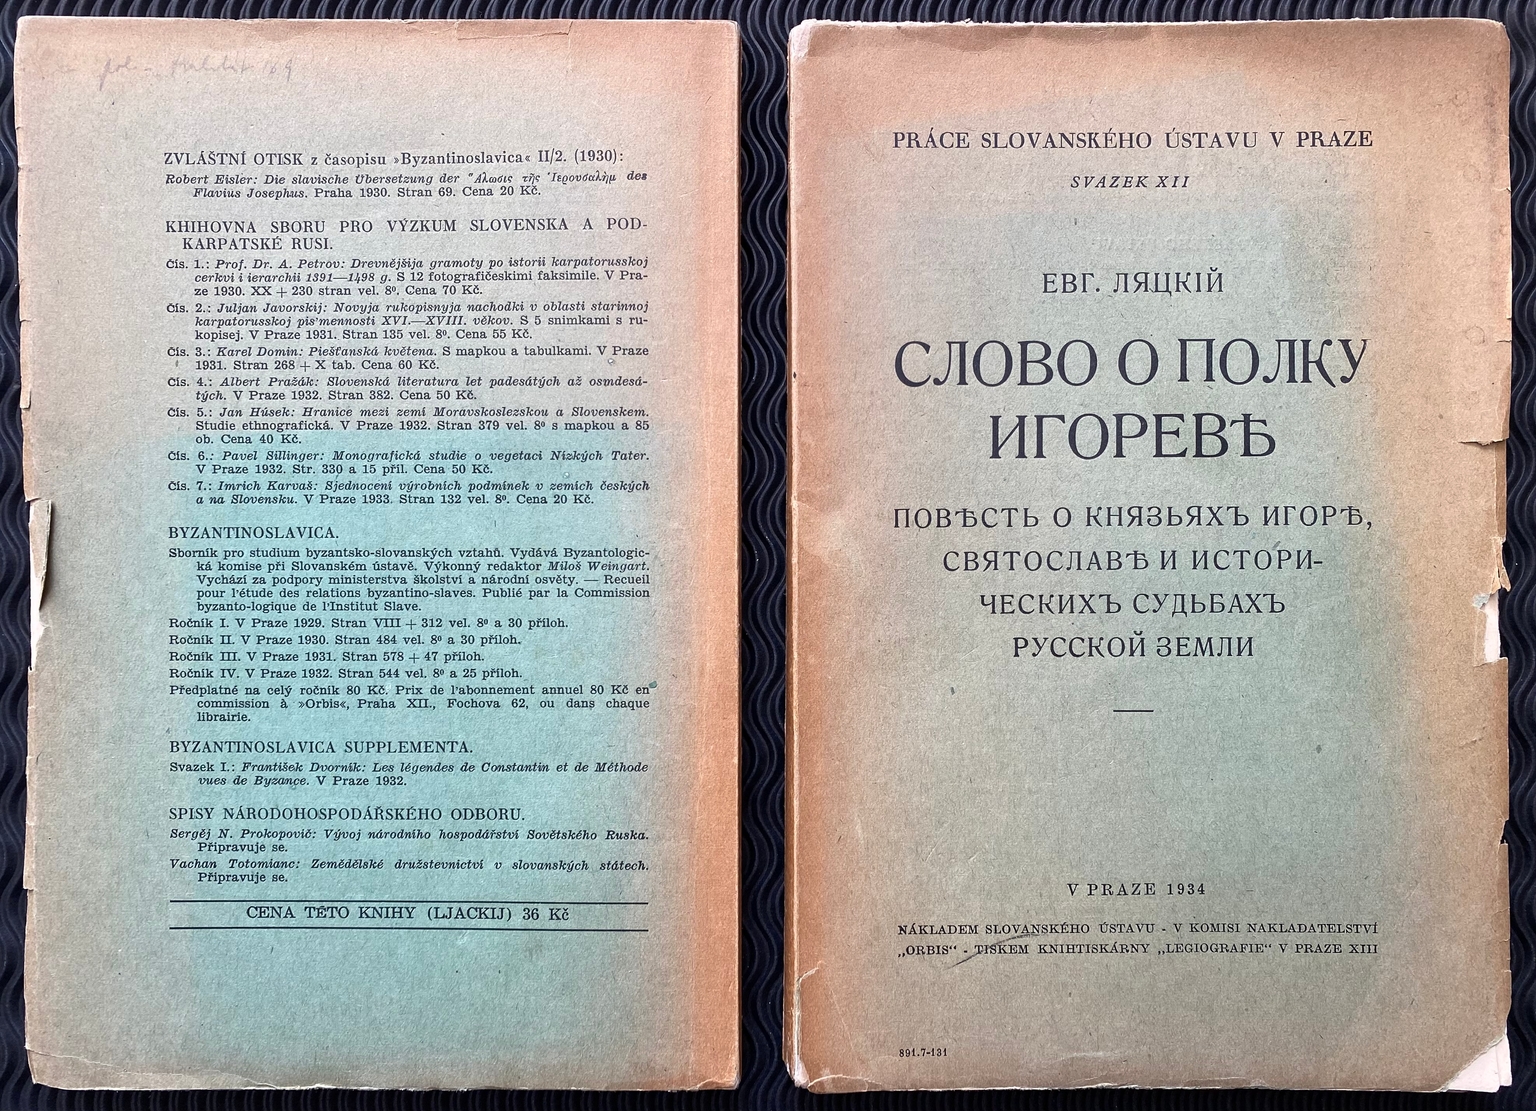 ZVLÁŠTNÍ OTISK z časopisu »Byzantinoslavica« II/2. (1930):
Robert Eisler: Die slavische Übersetzung der "Αλωσις τῆς Ἱερουσαλὴμ des
Flavius Josephus. Praha 1930. Stran 69. Cena 20 Kč.
KHIHOVNA SBORU PRO VÝZKUM SLOVENSKA A POD-
KARPATSKÉ RUSI.
Čís. 1.: Prof. Dr. A. Petrov: Drevnějšija gramoty po istorii karpatorusskoj
cerkvi i ierarchii 1391—1498 g. S 12 fotografičeskimi faksimile. V Pra-
ze 1930. XX + 230 stran vel. 8⁰. Cena 70 Kč.
Čís. 2.: Juljan Javorskij: Novyja rukopisnyja nachodki v oblasti starinnoj
karpatorusskoj pis'mennosti XVI.—XVIII. věkov. S 5 snimkami s ru-
kopisej. V Praze 1931. Stran 135 vel. 8⁰. Cena 55 Kč.
Čís. 3.: Karel Domin: Piešťanská květena. S mapkou a tabulkami. V Praze
1931. Stran 268 + X tab. Cena 60 Kč.
Čís. 4.: Albert Pražák: Slovenská literatura let padesátých až osmdesá-
tých. V Praze 1932. Stran 382. Cena 50 Kč.
Čís. 5.: Jan Húsek: Hranice mezi zemí Moravskoslezskou a Slovenskem.
Studie ethnografická. V Praze 1932. Stran 379 vel. 8⁰ s mapkou a 85
ob. Cena 40 Kč.
Čís. 6.: Pavel Sillinger: Monografická studie o vegetaci Nízkých Tater.
V Praze 1932. Str. 330 a 15 příl. Cena 50 Kč.
Čís. 7.: Imrich Karvaš: Sjednocení výrobních podmínek v zemích českých
a na Slovensku. V Praze 1933. Stran 132 vel. 8⁰. Cena 20 Kč.
BYZANTINOSLAVICA.
Sborník pro studium byzantsko-slovanských vztahů. Vydává Byzantologic-
ká komise při Slovanském ústavě. Výkonný redaktor Miloš Weingart.
Vychází za podpory ministerstva školství a národní osvěty. — Recueil
pour l'étude des relations byzantino-slaves. Publié par la Commission
byzanto-logique de l'Institut Slave.
Ročník I. V Praze 1929. Stran VIII + 312 vel. 8⁰ a 30 příloh.
Ročník II. V Praze 1930. Stran 484 vel. 8⁰ a 30 příloh.
Ročník III. V Praze 1931. Stran 578 + 47 příloh.
Ročník IV. V Praze 1932. Stran 544 vel. 8⁰ a 25 příloh.
Předplatné na celý ročník 80 Kč. Prix de l'abonnement annuel 80 Kč en
commission à »Orbis«, Praha XII., Fochova 62, ou dans chaque
librairie.
BYZANTINOSLAVICA SUPPLEMENTA.
Svazek I.: František Dvorník: Les légendes de Constantin et de Méthode
vues de Byzance. V Praze 1932.
SPISY NÁRODOHOSPODÁŘSKÉHO ODBORU.
Sergěj N. Prokopovič: Vývoj národního hospodářství Sovětského Ruska.
Připravuje se.
Vachan Totomianc: Zemědělské družstevnictví v slovanských státech.
Připravuje se.
CENA TÉTO KNIHY (LJACKIJ) 36 Kč
PRÁCE SLOVANSKÉHO ÚSTAVU V PRAZE
SVAZEK XII
ЕВГ. ЛЯЦКІЙ
СЛОВО О ПОЛКУ
ИГОРЕВѢ
ПОВѢСТЬ О КНЯЗЬЯХЪ ИГОРѢ,
СВЯТОСЛАВѢ И ИСТОРИ-
ЧЕСКИХЪ СУДЬБАХЪ
РУССКОЙ ЗЕМЛИ
V PRAZE 1934
NÁKLADEM SLOVANSKÉHO ÚSTAVU - V KOMISI NAKLADATELSTVÍ
„ORBIS“ - TISKEM KNIHTISKÁRNY „LEGIOGRAFIE“ V PRAZE XIII
891.7-131